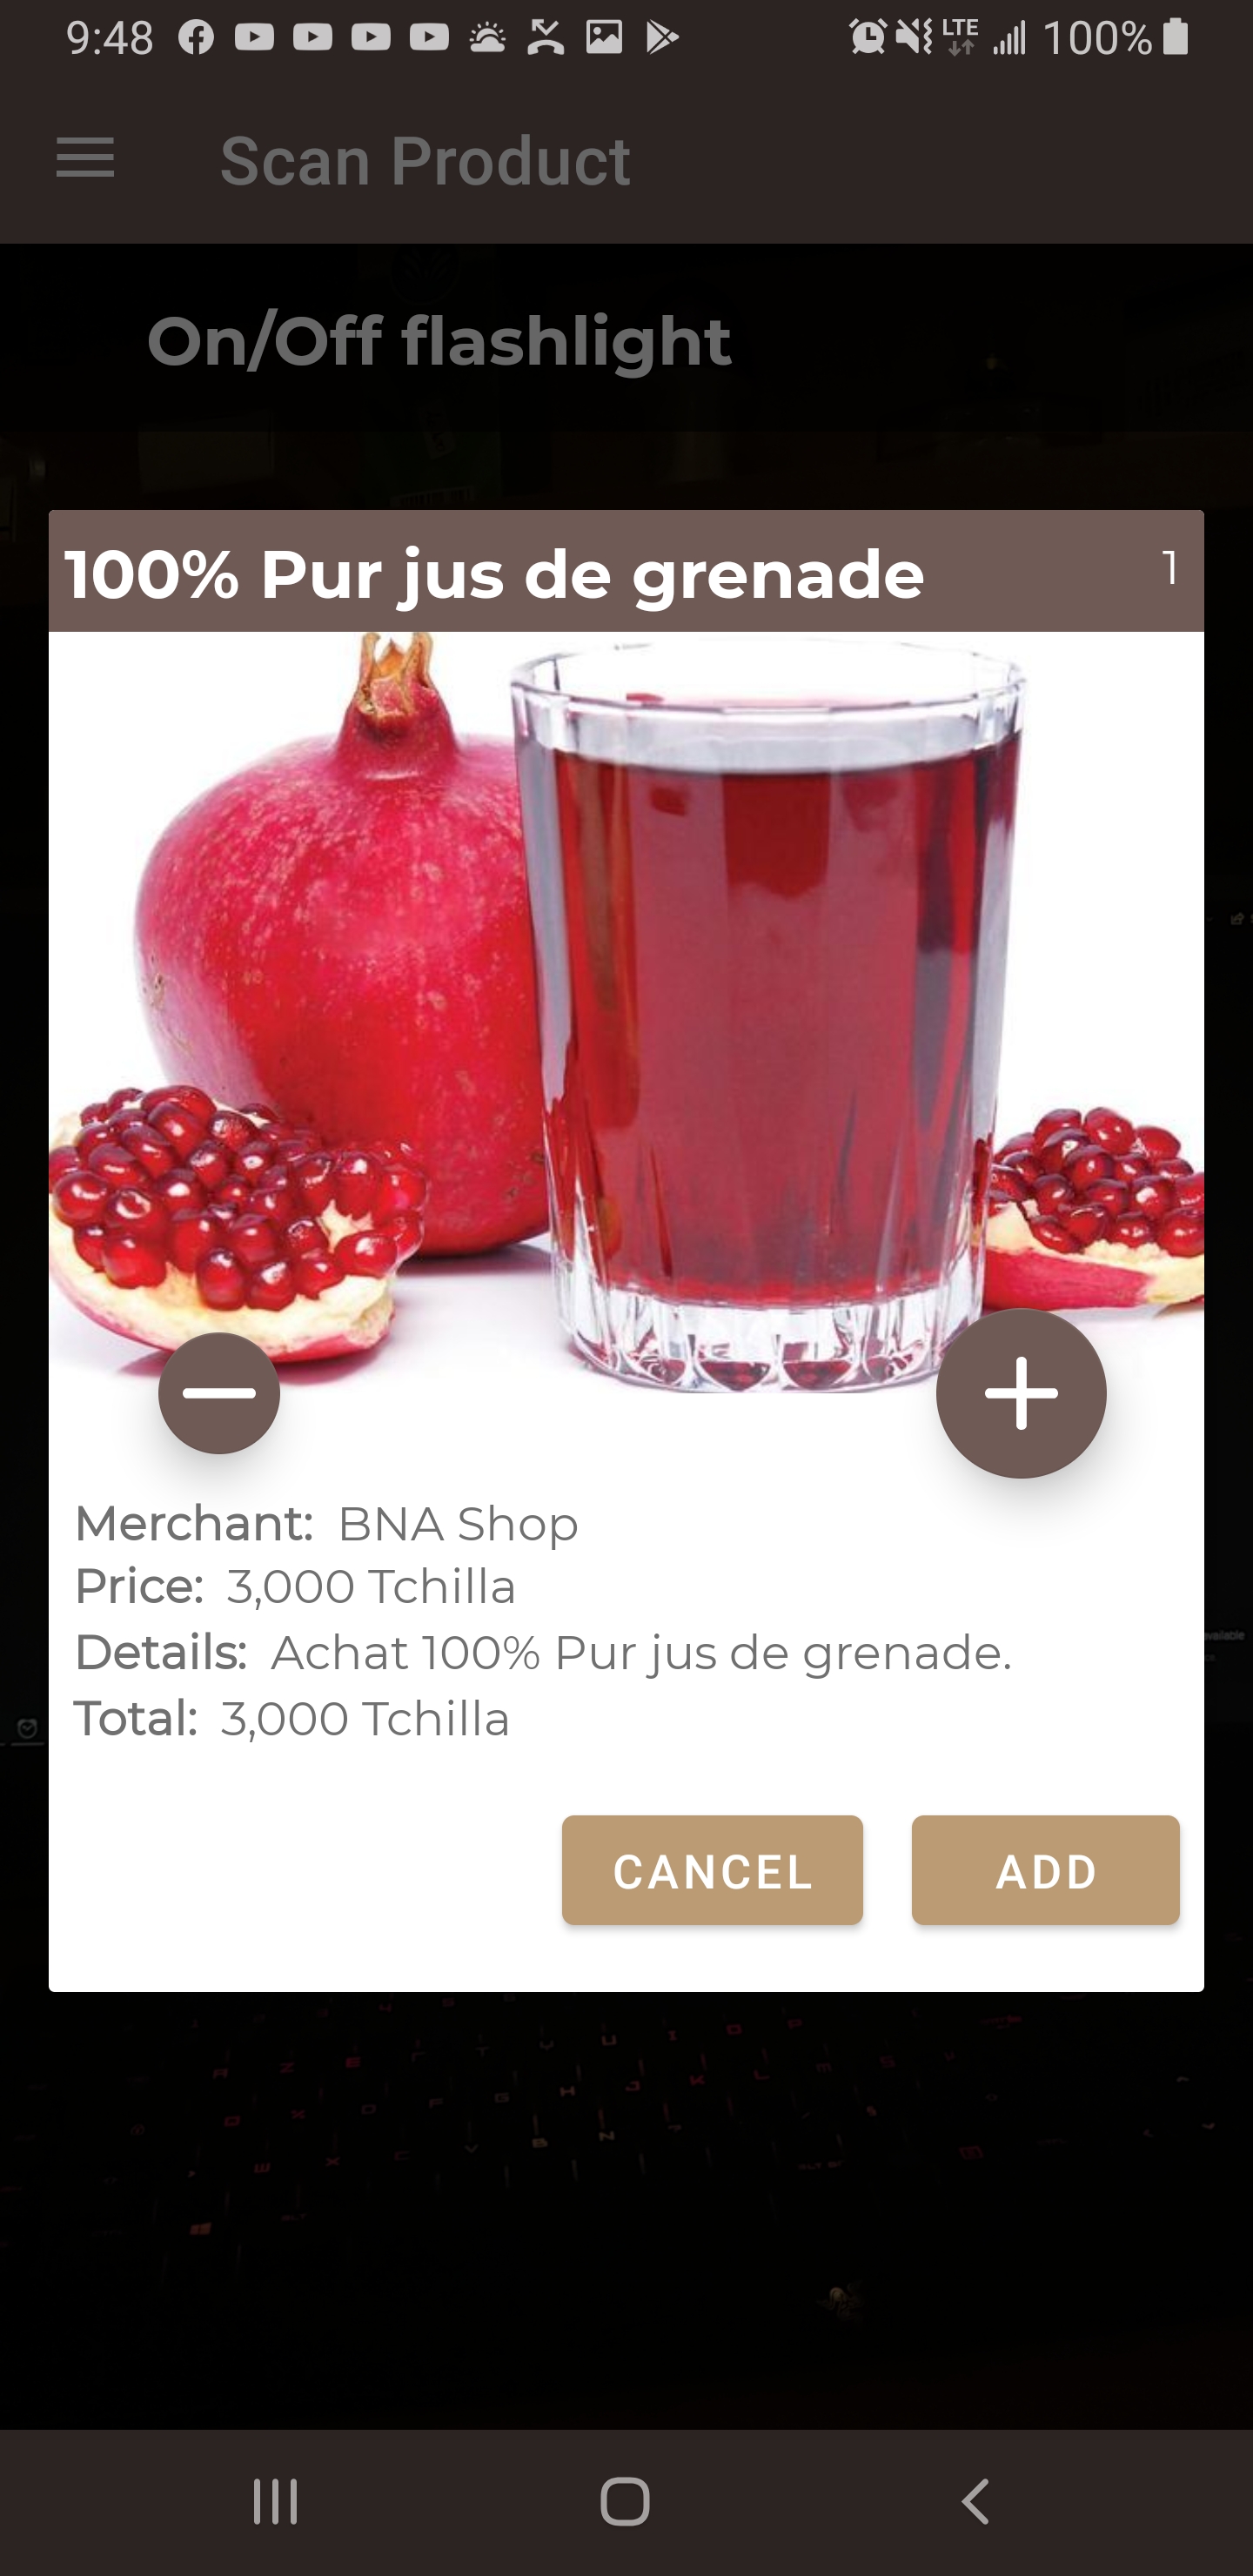 9:48 LTE 100%
Scan Product
On/Off flashlight
100% Pur jus de grenade 1
Merchant: BNA Shop
Price: 3,000 Tchilla
Details: Achat 100% Pur jus de grenade.
Total: 3,000 Tchilla
CANCEL ADD